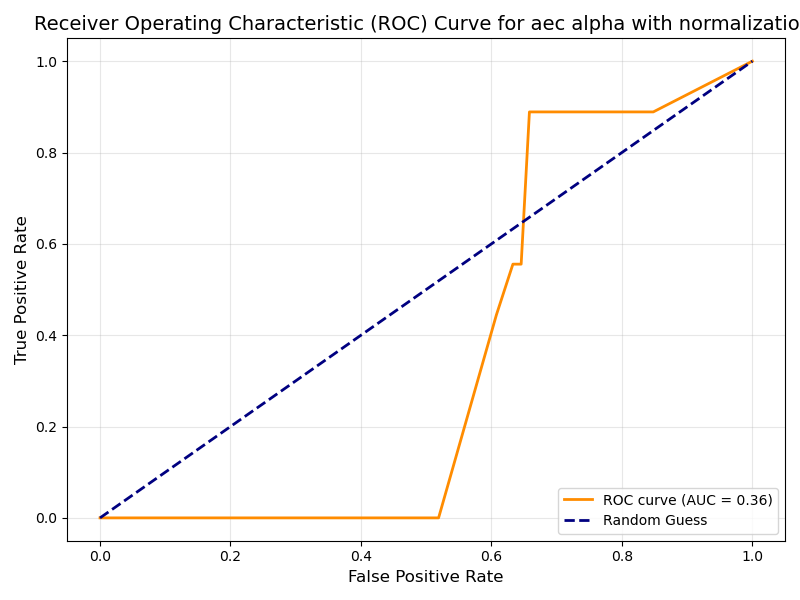 Receiver Operating Characteristic (ROC) Curve for aec alpha with normalizatio
1.0
0.8
0.6
0.4
0.2
0.0
True Positive Rate
0.0 0.2 0.4 0.6 0.8 1.0
False Positive Rate
ROC curve (AUC = 0.36)
Random Guess